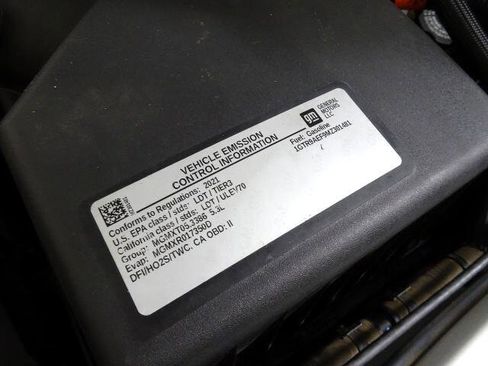 VEHICLE EMISSION
CONTROL INFORMATION
gm
GENERAL
MOTORS
LLC
Fuel: Gasoline
Conforms to Regulations: 2021
U.S. EPA class / stds: LDT / TIER3
California class / stds: LDT / ULEV70
Group: MGMXT05.3386 5.3L
Evap: MGMXR017350D
DFI/HO2S/TWC. CA OBD: II